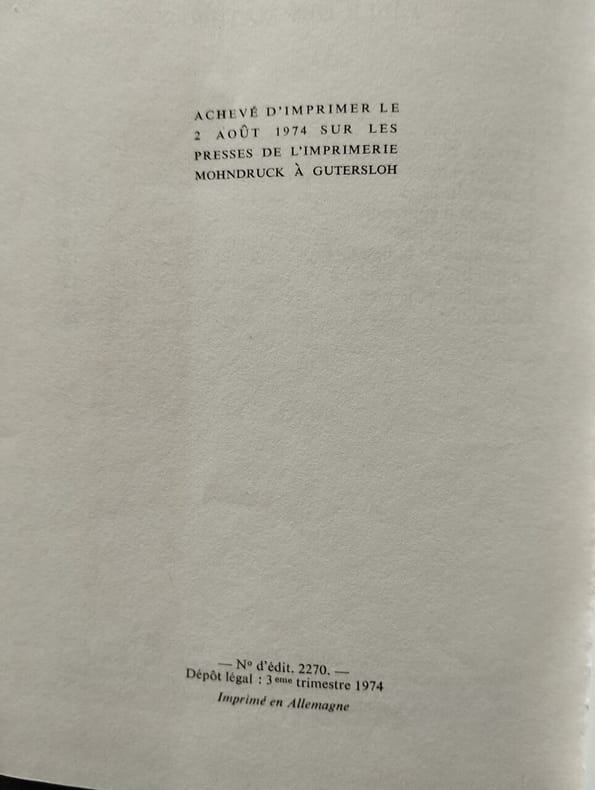 ACHEVÉ D'IMPRIMER LE
2 AOÛT 1974 SUR LES
PRESSES DE L'IMPRIMERIE
MOHNDRUCK À GUTERSLOH
— Nº d'édit. 2270. —
Dépôt légal : 3eme trimestre 1974
Imprimé en Allemagne